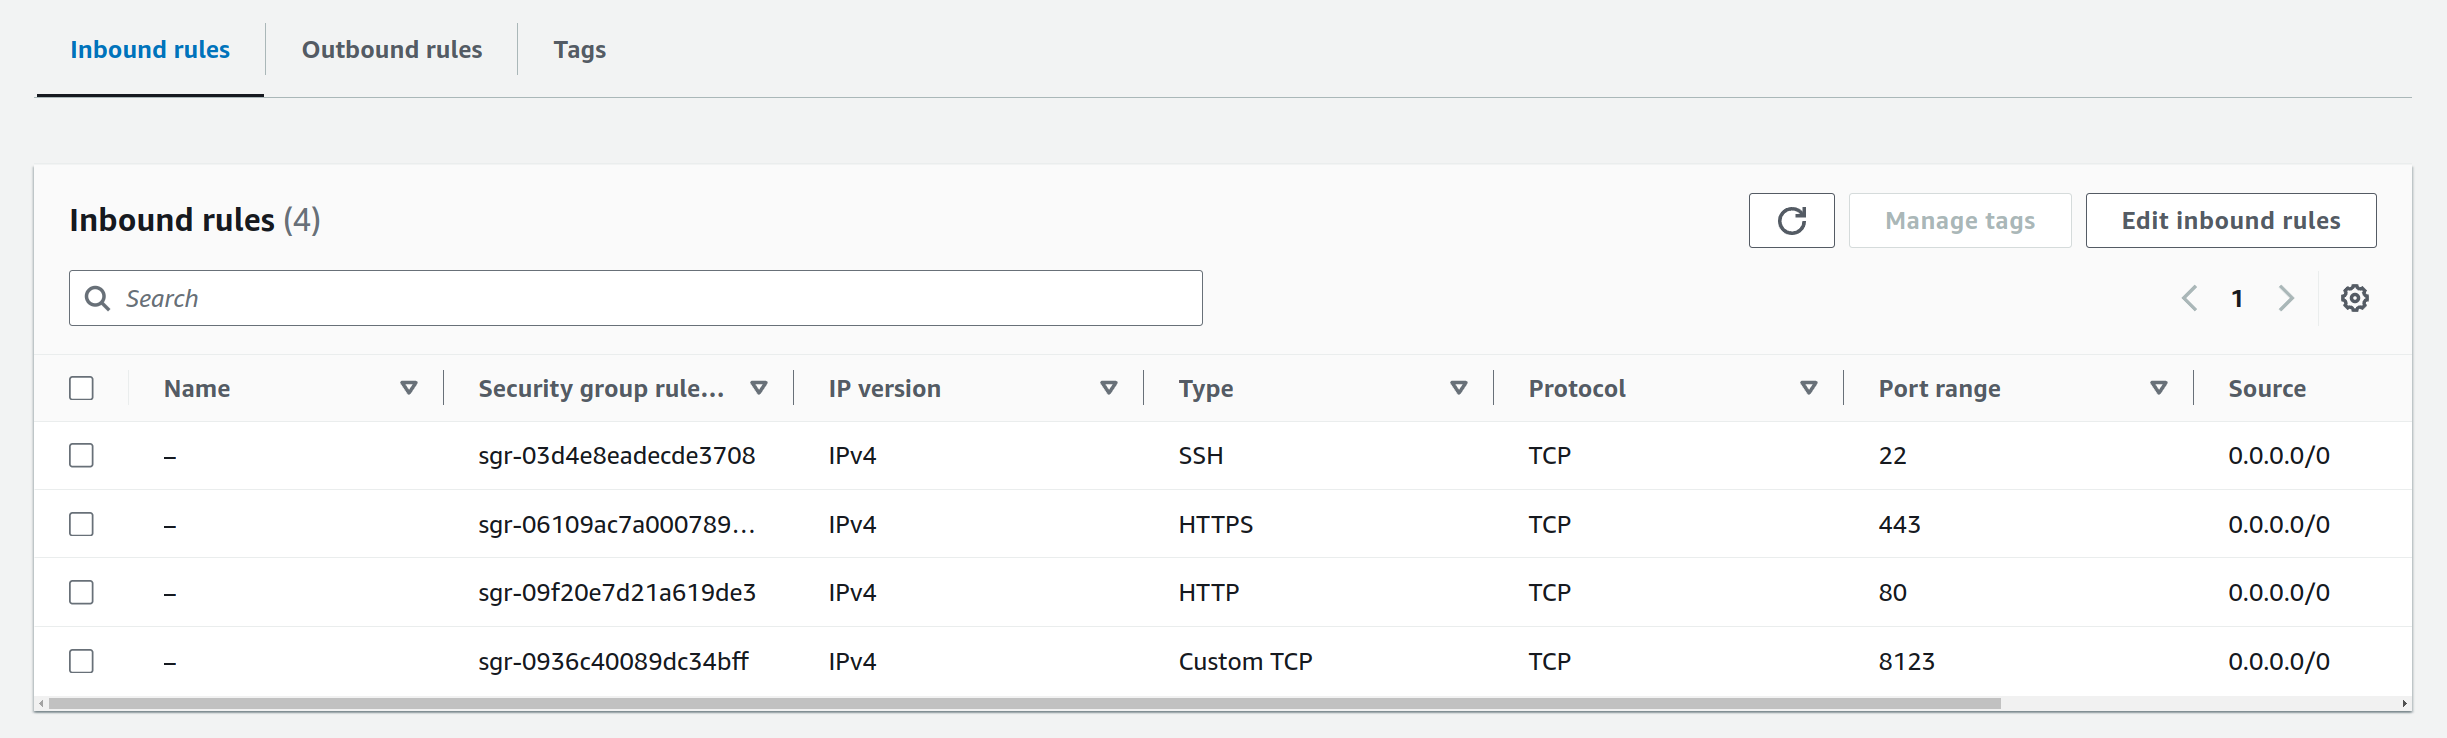 Inbound rules Outbound rules Tags
Inbound rules (4) Manage tags Edit inbound rules
Search 1
Name Security group rule... IP version Type Protocol Port range Source
– sgr-03d4e8eadecde3708 IPv4 SSH TCP 22 0.0.0.0/0
– sgr-06109ac7a000789... IPv4 HTTPS TCP 443 0.0.0.0/0
– sgr-09f20e7d21a619de3 IPv4 HTTP TCP 80 0.0.0.0/0
– sgr-0936c40089dc34bff IPv4 Custom TCP TCP 8123 0.0.0.0/0